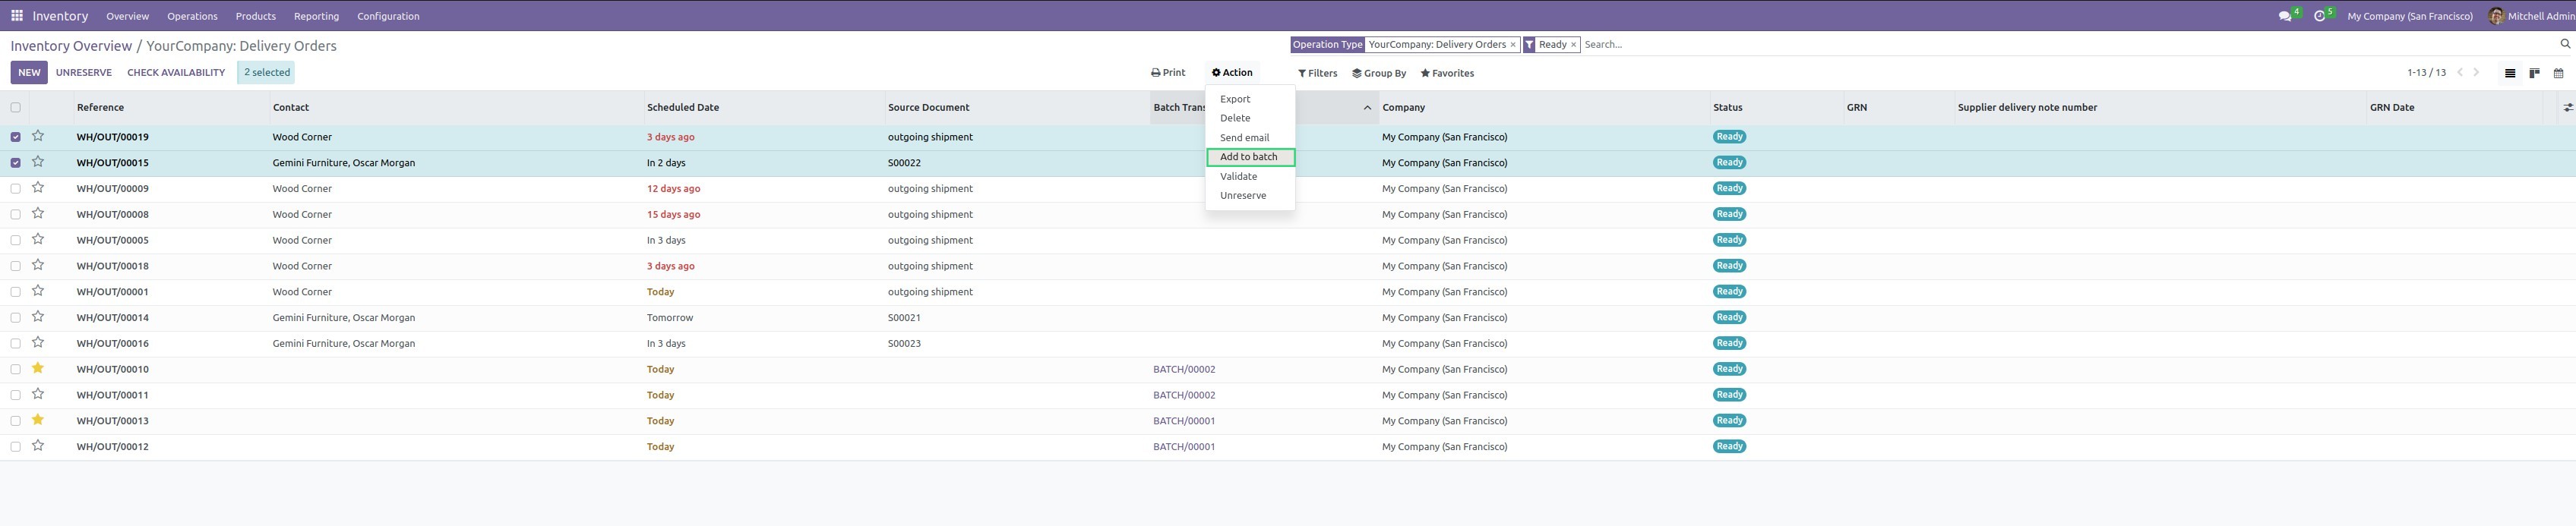 Inventory Overview Operations Products Reporting Configuration 4 5 My Company (San Francisco) Mitchell Admin
Inventory Overview / YourCompany: Delivery Orders Operation Type YourCompany: Delivery Orders × Ready × Search...
NEW UNRESERVE CHECK AVAILABILITY 2 selected Print Action Filters Group By Favorites 1-13 / 13
Reference Contact Scheduled Date Source Document Batch Trans Company Status GRN Supplier delivery note number GRN Date
Export
Delete
Send email
Add to batch
Validate
Unreserve
WH/OUT/00019 Wood Corner 3 days ago outgoing shipment My Company (San Francisco) Ready
WH/OUT/00015 Gemini Furniture, Oscar Morgan In 2 days S00022 My Company (San Francisco) Ready
WH/OUT/00009 Wood Corner 12 days ago outgoing shipment My Company (San Francisco) Ready
WH/OUT/00008 Wood Corner 15 days ago outgoing shipment My Company (San Francisco) Ready
WH/OUT/00005 Wood Corner In 3 days outgoing shipment My Company (San Francisco) Ready
WH/OUT/00018 Wood Corner 3 days ago outgoing shipment My Company (San Francisco) Ready
WH/OUT/00001 Wood Corner Today outgoing shipment My Company (San Francisco) Ready
WH/OUT/00014 Gemini Furniture, Oscar Morgan Tomorrow S00021 My Company (San Francisco) Ready
WH/OUT/00016 Gemini Furniture, Oscar Morgan In 3 days S00023 My Company (San Francisco) Ready
WH/OUT/00010 Today BATCH/00002 My Company (San Francisco) Ready
WH/OUT/00011 Today BATCH/00002 My Company (San Francisco) Ready
WH/OUT/00013 Today BATCH/00001 My Company (San Francisco) Ready
WH/OUT/00012 Today BATCH/00001 My Company (San Francisco) Ready